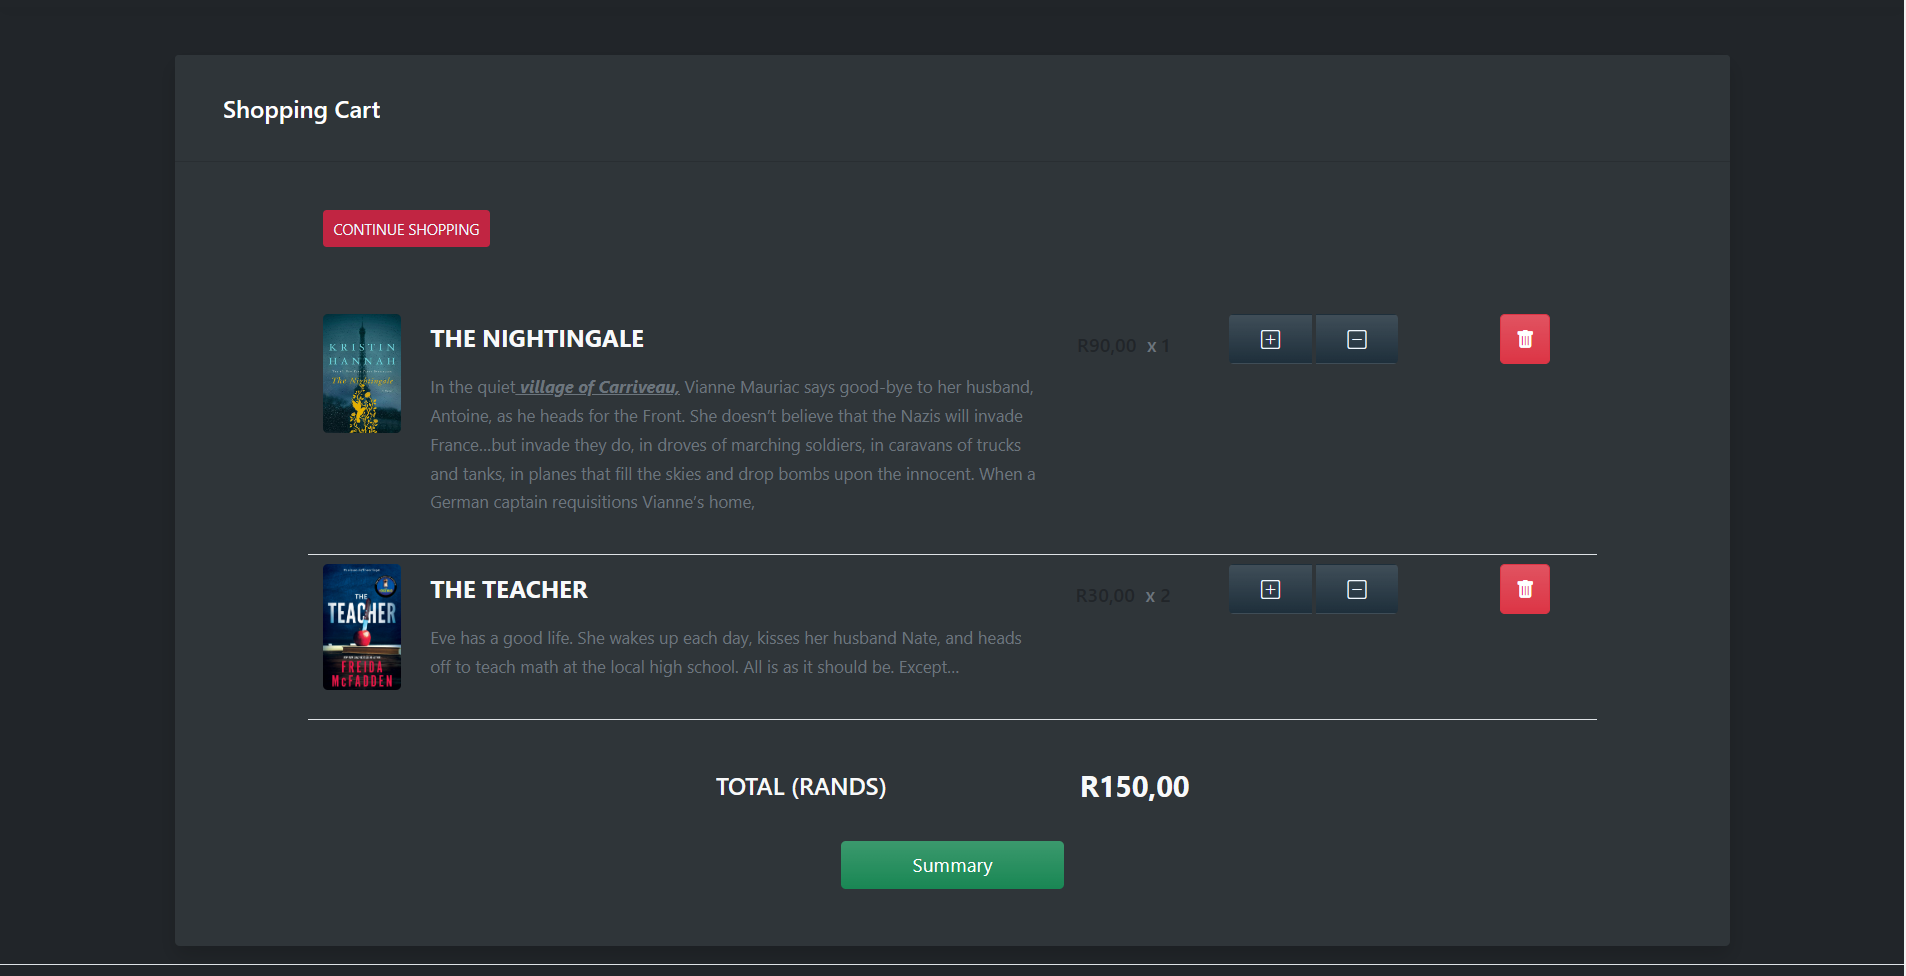 Shopping Cart
CONTINUE SHOPPING
KRISTIN
HANNAH
The Nightingale
THE NIGHTINGALE
R90,00 x 1
In the quiet village of Carriveau, Vianne Mauriac says good-bye to her husband,
Antoine, as he heads for the Front. She doesn’t believe that the Nazis will invade
France...but invade they do, in droves of marching soldiers, in caravans of trucks
and tanks, in planes that fill the skies and drop bombs upon the innocent. When a
German captain requisitions Vianne’s home,
THE
TEACHER
FREIDA
McFADDEN
THE TEACHER
R30,00 x 2
Eve has a good life. She wakes up each day, kisses her husband Nate, and heads
off to teach math at the local high school. All is as it should be. Except...
TOTAL (RANDS) R150,00
Summary